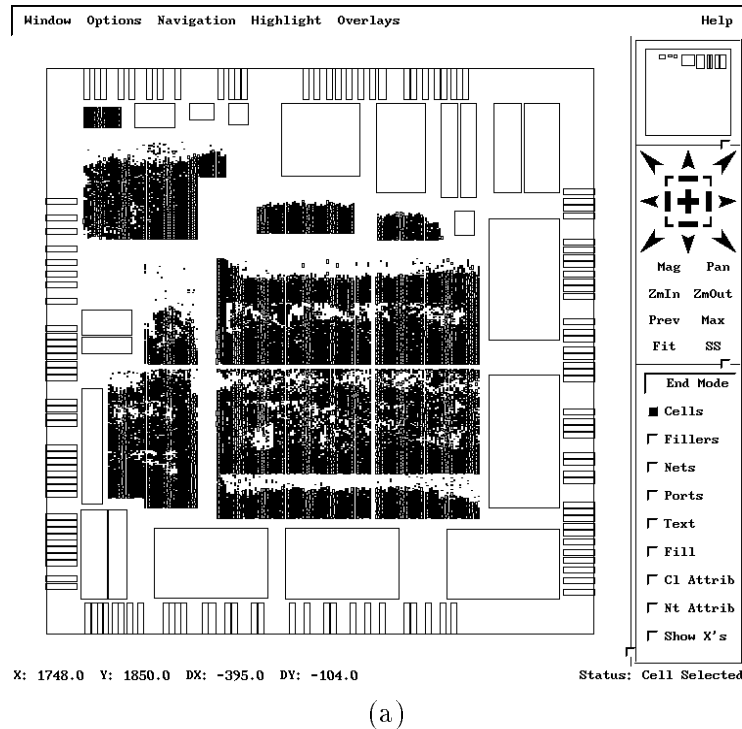 Window Options Navigation Highlight Overlays Help
Mag Pan
ZmIn ZmOut
Prev Max
Fit SS
End Mode
Cells
Fillers
Nets
Ports
Text
Fill
Cl Attrib
Nt Attrib
Show X's
X: 1748.0 Y: 1850.0 DX: -395.0 DY: -104.0 Status: Cell Selected
(a)